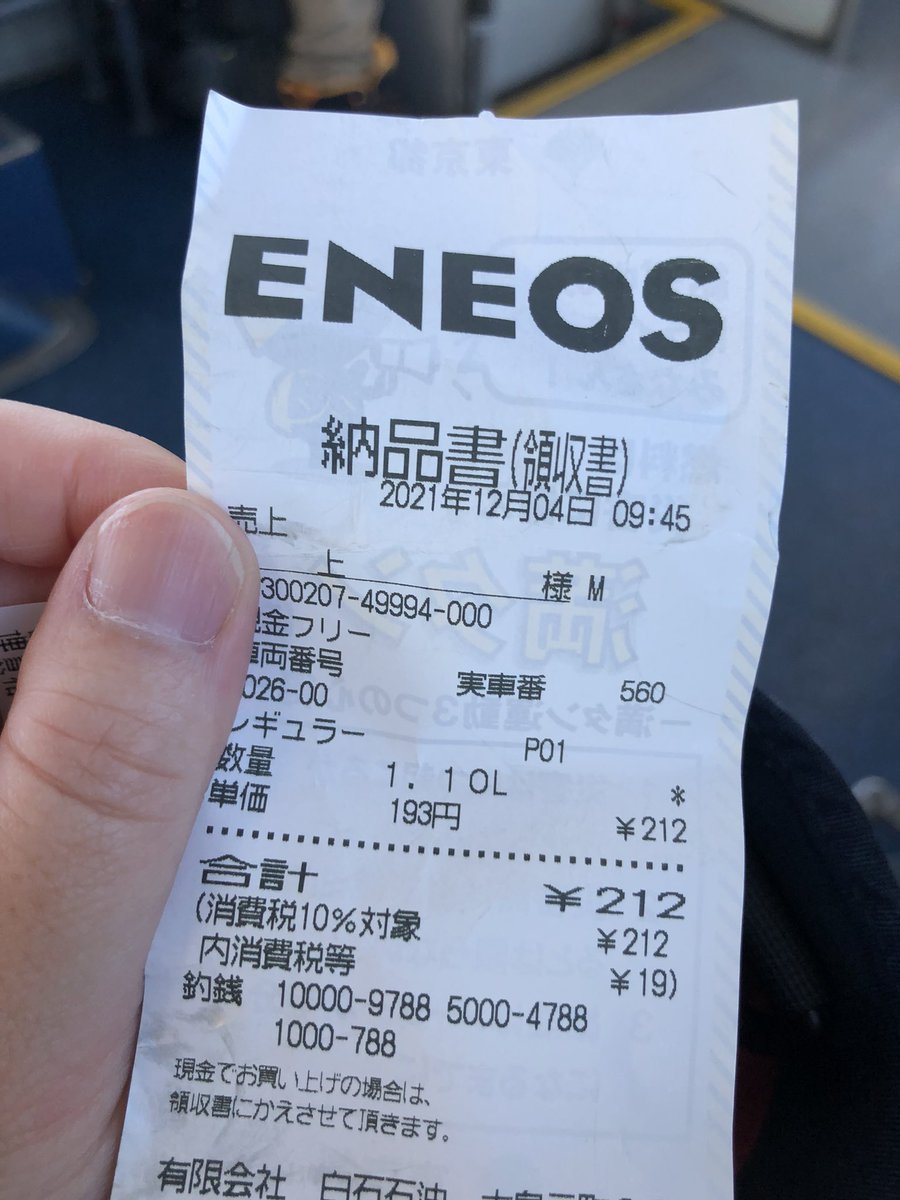 ENEOS
納品書(領収書)
2021年12月04日 09:45
売上
上 様 M
300207-49994-000
金フリー
車両番号 実車番 560
026-00
レギュラー P01
数量 1.10L *
単価 193円 ¥212
合計 ¥212
(消費税10%対象 ¥212
内消費税等 ¥19)
釣銭 10000-9788 5000-4788
1000-788
現金でお買い上げの場合は、
領収書にかえさせて頂きます。
有限会社 白石石油